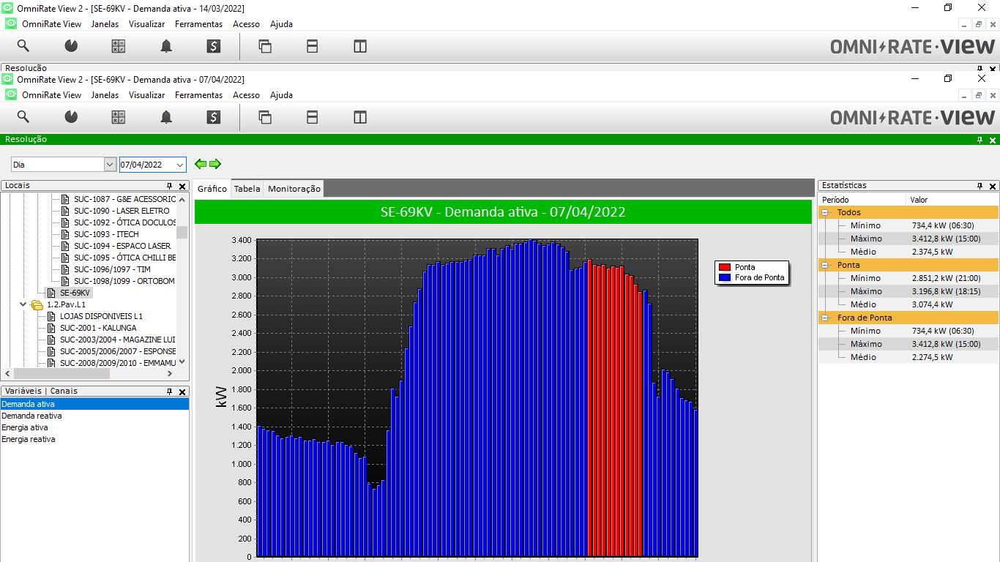 OmniRate View 2 - [SE-69KV - Demanda ativa - 14/03/2022]
OmniRate View Janelas Visualizar Ferramentas Acesso Ajuda
OMNI RATE · VIEW
Resolução
OmniRate View 2 - [SE-69KV - Demanda ativa - 07/04/2022]
OmniRate View Janelas Visualizar Ferramentas Acesso Ajuda
OMNI RATE · VIEW
Resolução
Dia 07/04/2022
Locais
SUC-1087 - G&E ACESSORIC
SUC-1090 - LASER ELETRO
SUC-1092 - ÓTICA DOCULOS
SUC-1093 - ITECH
SUC-1094 - ESPACO LASER
SUC-1095 - ÓTICA CHILLI BE
SUC-1096/1097 - TIM
SUC-1098/1099 - ORTOBOM
SE-69KV
1.2.Pav.L1
LOJAS DISPONIVEIS L1
SUC-2001 - KALUNGA
SUC-2003/2004 - MAGAZINE LUI
SUC-2005/2006/2007 - ESPONSE
SUC-2008/2009/2010 - EMMAMU
Variáveis | Canais
Demanda ativa
Demanda reativa
Energia ativa
Energia reativa
Gráfico Tabela Monitoração
SE-69KV - Demanda ativa - 07/04/2022
kW
3.400
3.200
3.000
2.800
2.600
2.400
2.200
2.000
1.800
1.600
1.400
1.200
1.000
800
600
400
200
0
Ponta
Fora de Ponta
Estatísticas
Período Valor
Todos
Mínimo 734,4 kW (06:30)
Máximo 3.412,8 kW (15:00)
Médio 2.374,5 kW
Ponta
Mínimo 2.851,2 kW (21:00)
Máximo 3.196,8 kW (18:15)
Médio 3.074,4 kW
Fora de Ponta
Mínimo 734,4 kW (06:30)
Máximo 3.412,8 kW (15:00)
Médio 2.274,5 kW